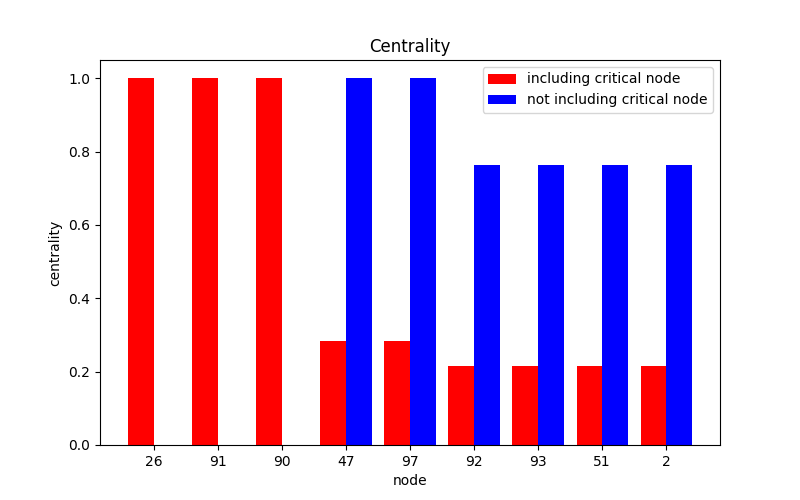 Centrality
including critical node
not including critical node
centrality
1.0
0.8
0.6
0.4
0.2
0.0
26 91 90 47 97 92 93 51 2
node